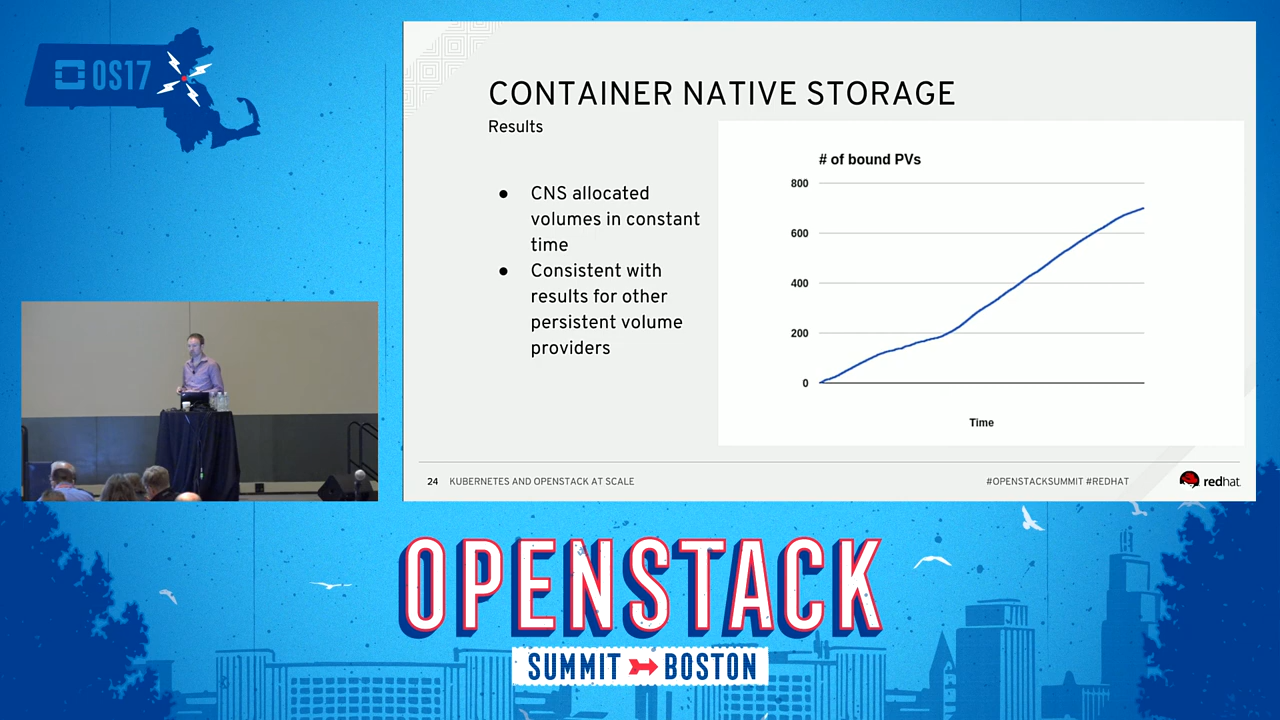 OS17
CONTAINER NATIVE STORAGE
Results
● CNS allocated
volumes in constant
time
● Consistent with
results for other
persistent volume
providers
# of bound PVs
800
600
400
200
0
Time
24 KUBERNETES AND OPENSTACK AT SCALE
#OPENSTACKSUMMIT #REDHAT
redhat.
OPENSTACK
SUMMIT BOSTON